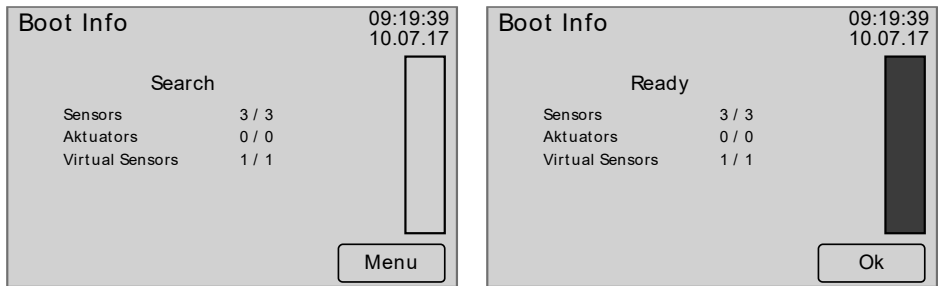 Boot Info
09:19:39
10.07.17
Search
Sensors 3 / 3
Aktuators 0 / 0
Virtual Sensors 1 / 1
Menu
Boot Info
09:19:39
10.07.17
Ready
Sensors 3 / 3
Aktuators 0 / 0
Virtual Sensors 1 / 1
Ok